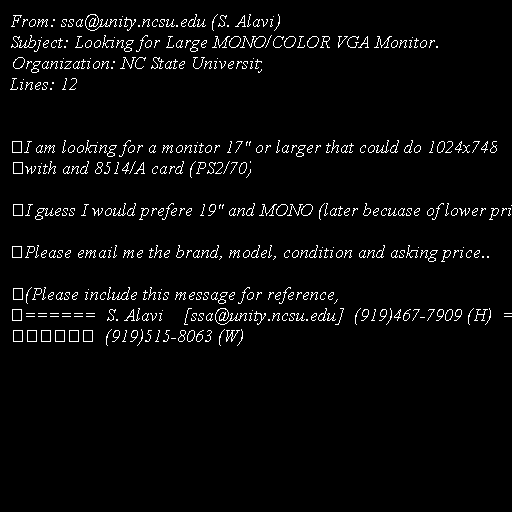 From: ssa@unity.ncsu.edu (S. Alavi)
Subject: Looking for Large MONO/COLOR VGA Monitor.
Organization: NC State University
Lines: 12
I am looking for a monitor 17" or larger that could do 1024x748
with and 8514/A card (PS2/70)
I guess I would prefere 19" and MONO (later becuase of lower pri
Please email me the brand, model, condition and asking price..
(Please include this message for reference,
====== S. Alavi [ssa@unity.ncsu.edu] (919)467-7909 (H) =
(919)515-8063 (W)